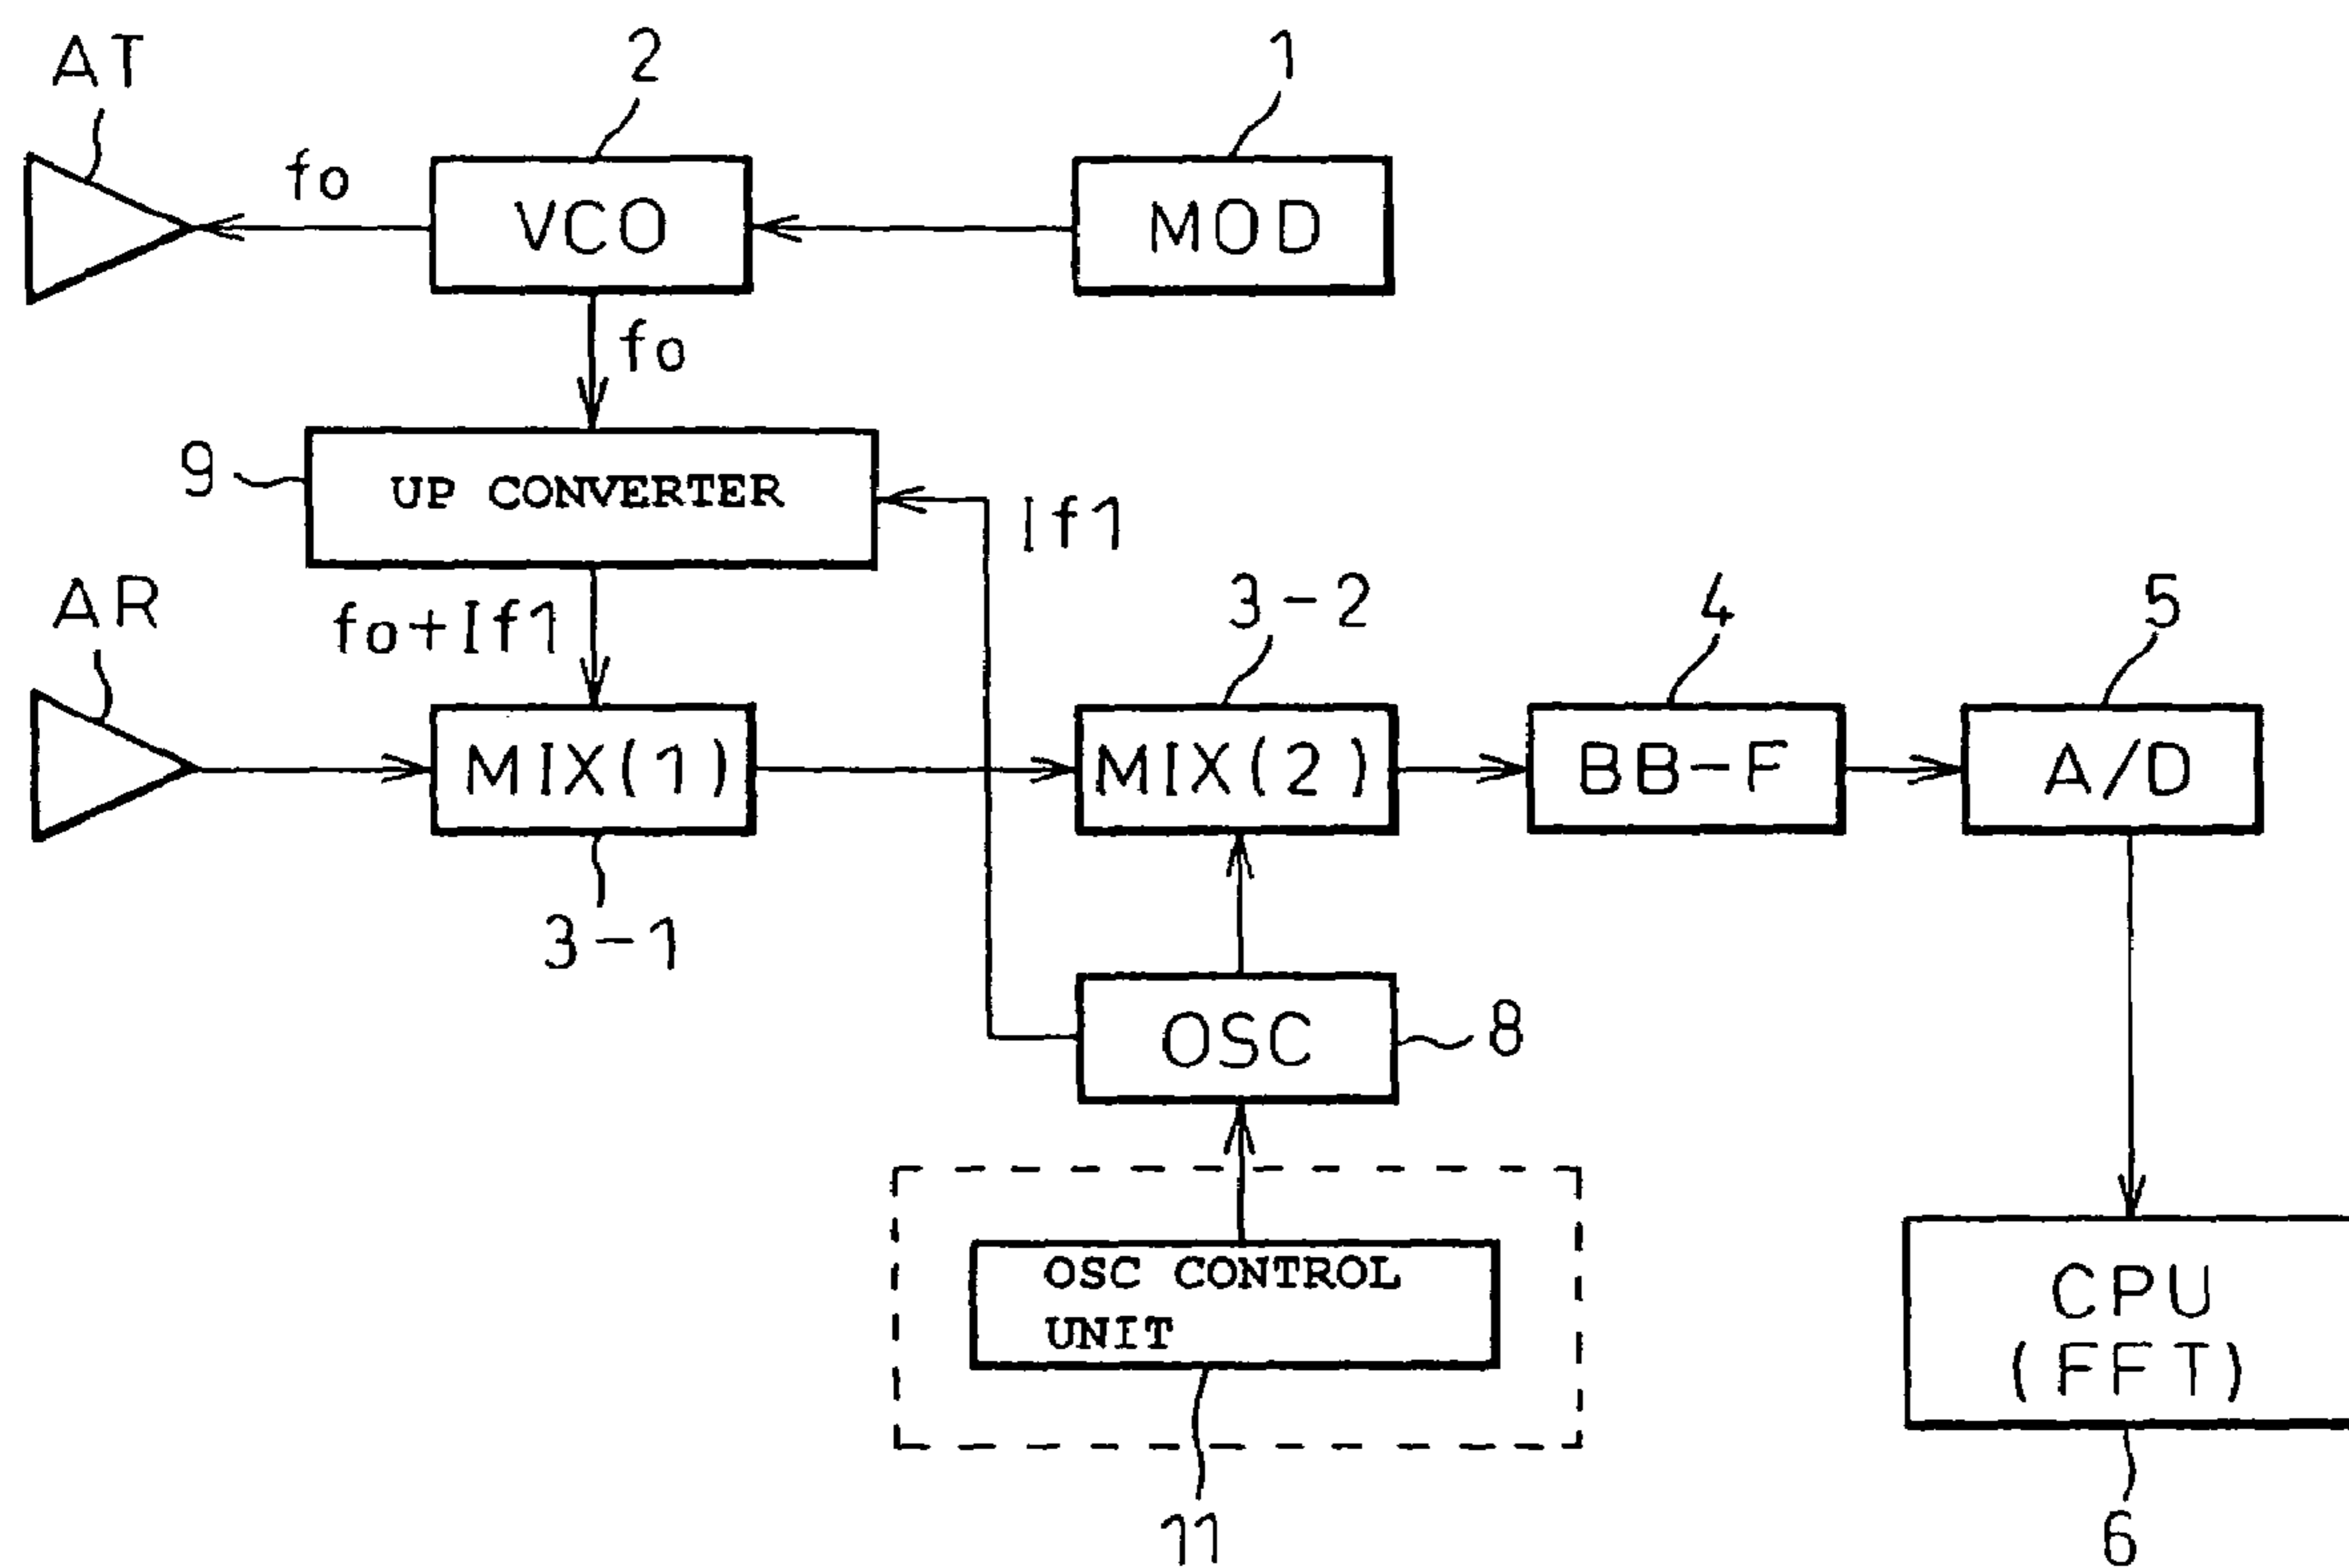 AT
2
1
fo
VCO
MOD
fo
9
UP CONVERTER
If1
AR
fo+If1
3-2
4
5
MIX(1)
MIX(2)
BB-F
A/D
3-1
OSC
8
OSC CONTROL
UNIT
CPU
(FFT)
11
6